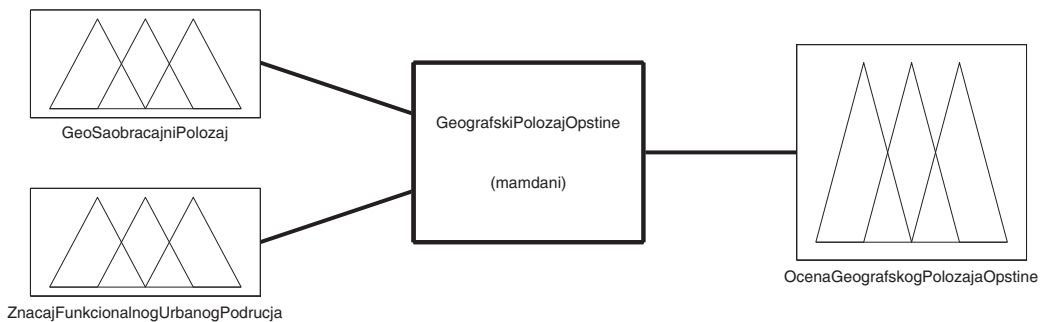 GeoSaobracajniPolozaj
GeografskiPolozajOpstine
(mamdani)
ZnacajFunkcionalnogUrbanogPodrucja
OcenaGeografskogPolozajaOpstine